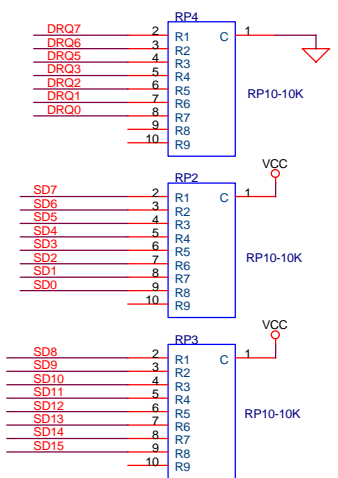 RP4
DRQ7 2 R1 C 1
DRQ6 3 R2
DRQ5 4 R3
DRQ3 5 R4
DRQ2 6 R5
DRQ1 7 R6
DRQ0 8 R7
9 R8
10 R9
RP10-10K
RP2
VCC
SD7 2 R1 C 1
SD6 3 R2
SD5 4 R3
SD4 5 R4
SD3 6 R5
SD2 7 R6
SD1 8 R7
SD0 9 R8
10 R9
RP10-10K
RP3
VCC
SD8 2 R1 C 1
SD9 3 R2
SD10 4 R3
SD11 5 R4
SD12 6 R5
SD13 7 R6
SD14 8 R7
SD15 9 R8
10 R9
RP10-10K